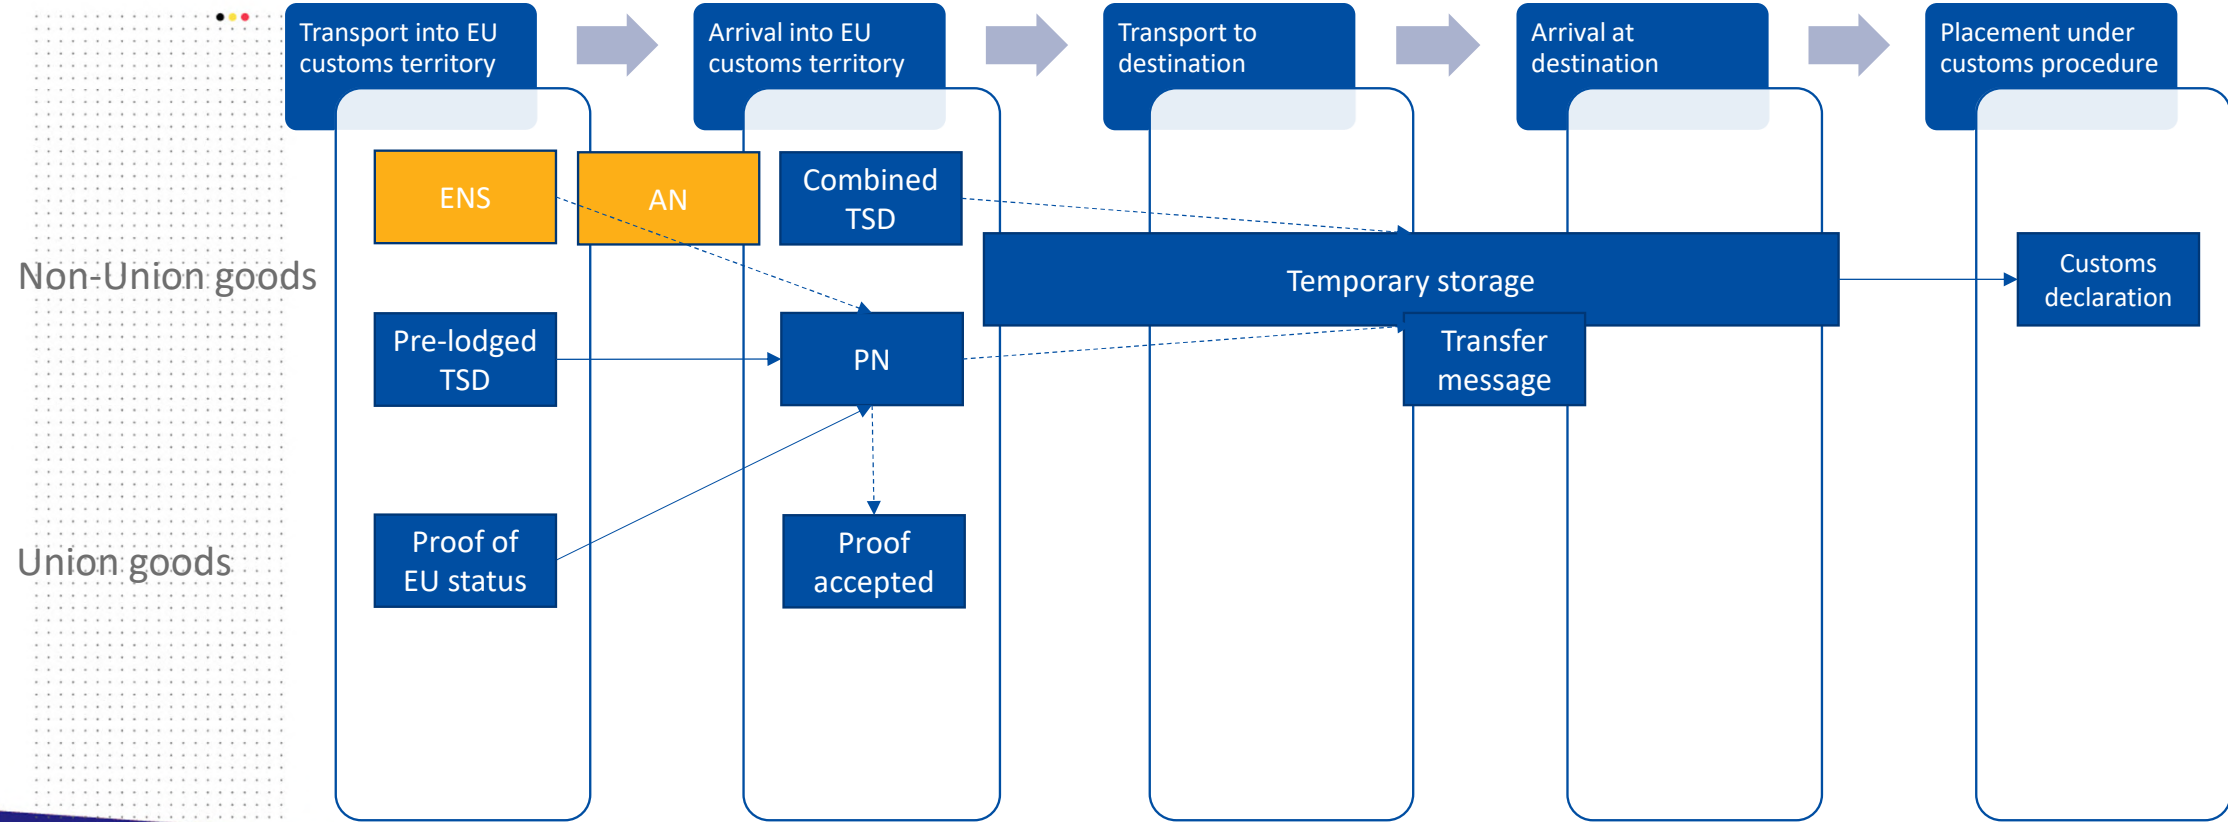 Transport into EU
customs territory
Arrival into EU
customs territory
Transport to
destination
Arrival at
destination
Placement under
customs procedure
ENS
AN
Combined
TSD
Non-Union goods
Temporary storage
Customs
declaration
Pre-lodged
TSD
PN
Transfer
message
Union goods
Proof of
EU status
Proof
accepted